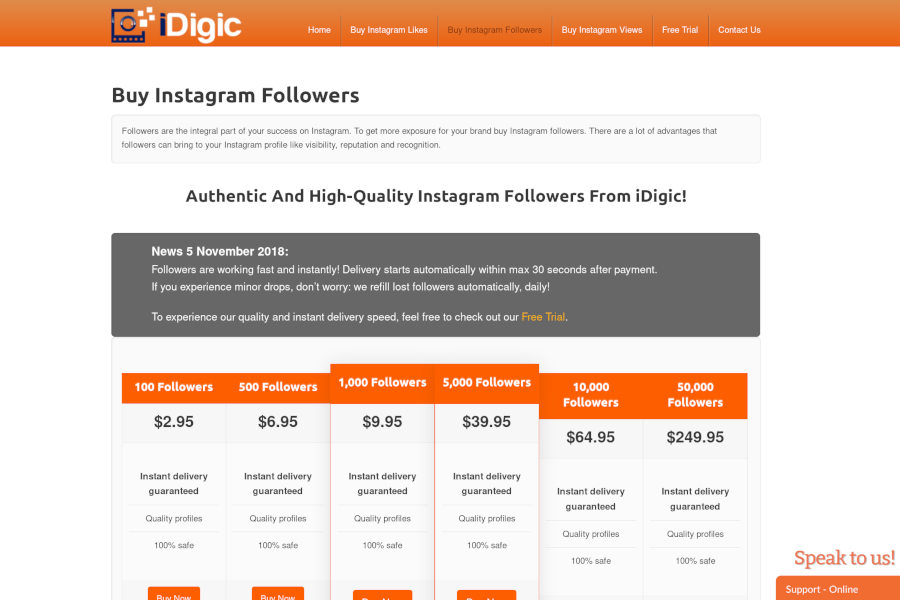 iDigic
Home
Buy Instagram Likes
Buy Instagram Followers
Buy Instagram Views
Free Trial
Contact Us
Buy Instagram Followers
Followers are the integral part of your success on Instagram. To get more exposure for your brand buy Instagram followers. There are a lot of advantages that
followers can bring to your Instagram profile like visibility, reputation and recognition.
Authentic And High-Quality Instagram Followers From iDigic!
News 5 November 2018:
Followers are working fast and instantly! Delivery starts automatically within max 30 seconds after payment.
If you experience minor drops, don't worry: we refill lost followers automatically, daily!
To experience our quality and instant delivery speed, feel free to check out our Free Trial.
100 Followers
$2.95
Instant delivery
guaranteed
Quality profiles
100% safe
Buy Now
500 Followers
$6.95
Instant delivery
guaranteed
Quality profiles
100% safe
Buy Now
1,000 Followers
$9.95
Instant delivery
guaranteed
Quality profiles
100% safe
Buy Now
5,000 Followers
$39.95
Instant delivery
guaranteed
Quality profiles
100% safe
Buy Now
10,000
Followers
$64.95
Instant delivery
guaranteed
Quality profiles
100% safe
50,000
Followers
$249.95
Instant delivery
guaranteed
Quality profiles
100% safe
Speak to us!
Support - Online